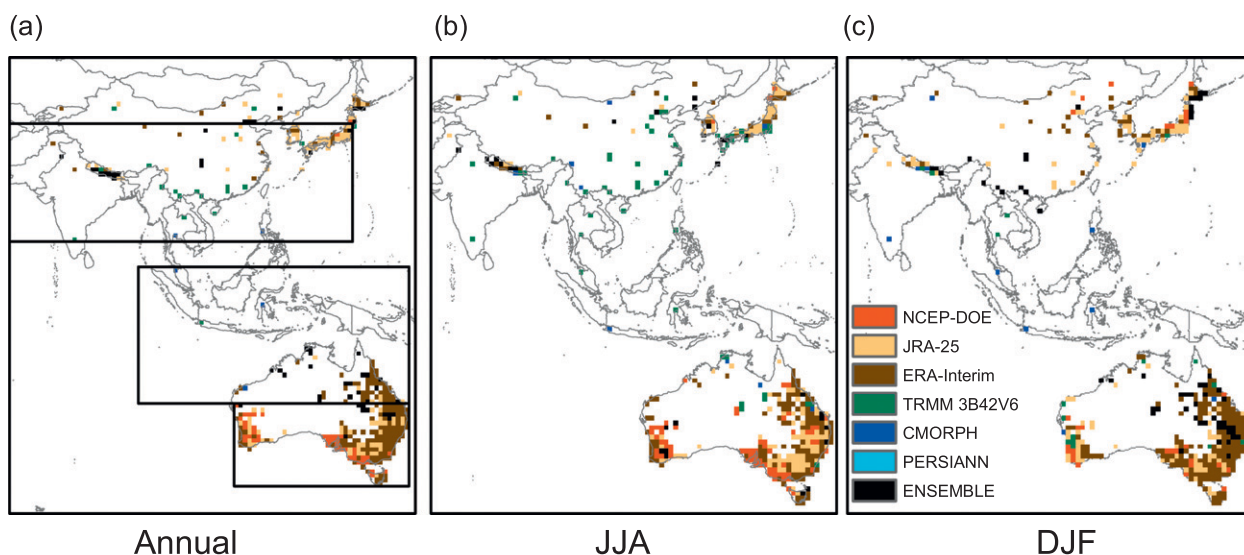 (a)
(b)
(c)
NCEP-DOE
JRA-25
ERA-Interim
TRMM 3B42V6
CMORPH
PERSIANN
ENSEMBLE
Annual
JJA
DJF